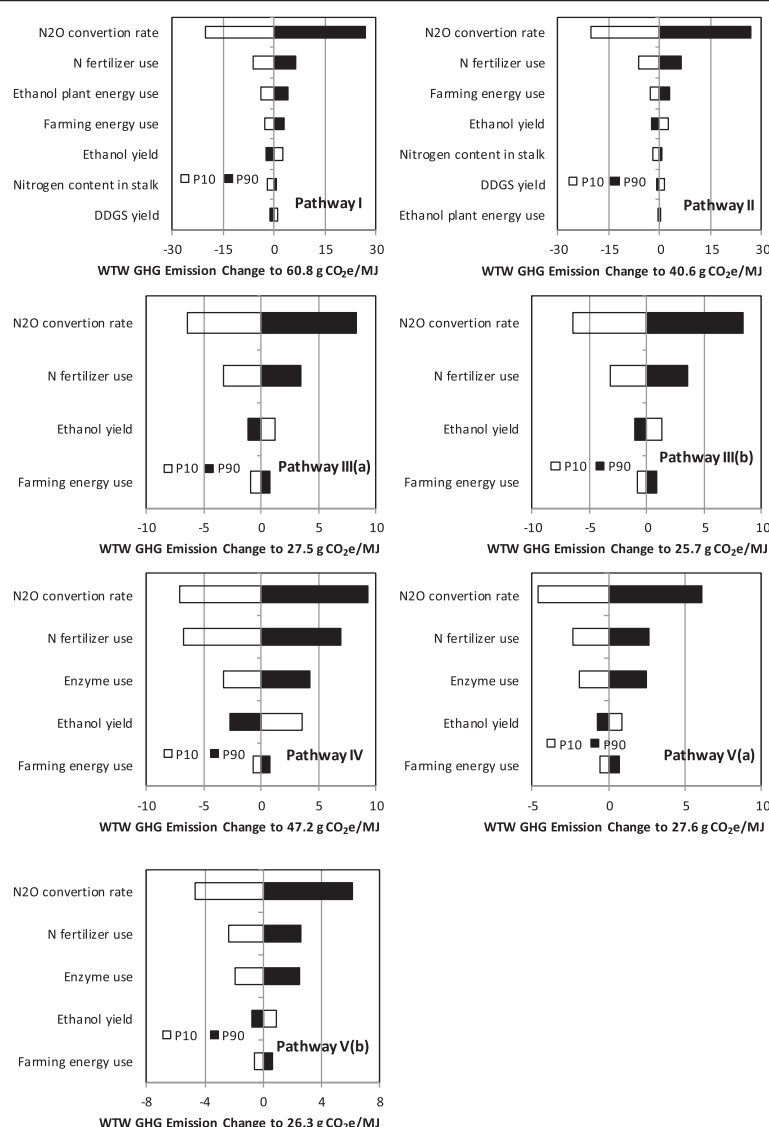 N2O convertion rate
N fertilizer use
Ethanol plant energy use
Farming energy use
Ethanol yield
Nitrogen content in stalk
P10 P90
DDGS yield
Pathway I
-30 -15 0 15 30
WTW GHG Emission Change to 60.8 g CO2e/MJ
N2O convertion rate
N fertilizer use
Farming energy use
Ethanol yield
Nitrogen content in stalk
DDGS yield
P10 P90
Ethanol plant energy use
Pathway II
-30 -15 0 15 30
WTW GHG Emission Change to 40.6 g CO2e/MJ
N2O convertion rate
N fertilizer use
Ethanol yield
P10 P90
Pathway III(a)
Farming energy use
-10 -5 0 5 10
WTW GHG Emission Change to 27.5 g CO2e/MJ
N2O convertion rate
N fertilizer use
Ethanol yield
Pathway III(b)
P10 P90
Farming energy use
-10 -5 0 5 10
WTW GHG Emission Change to 25.7 g CO2e/MJ
N2O convertion rate
N fertilizer use
Enzyme use
Ethanol yield
P10 P90
Pathway IV
Farming energy use
-10 -5 0 5 10
WTW GHG Emission Change to 47.2 g CO2e/MJ
N2O convertion rate
N fertilizer use
Enzyme use
Ethanol yield
P10 P90
Pathway V(a)
Farming energy use
-5 0 5 10
WTW GHG Emission Change to 27.6 g CO2e/MJ
N2O convertion rate
N fertilizer use
Enzyme use
Ethanol yield
P10 P90
Pathway V(b)
Farming energy use
-8 -4 0 4 8
WTW GHG Emission Change to 26.3 g CO2e/MJ